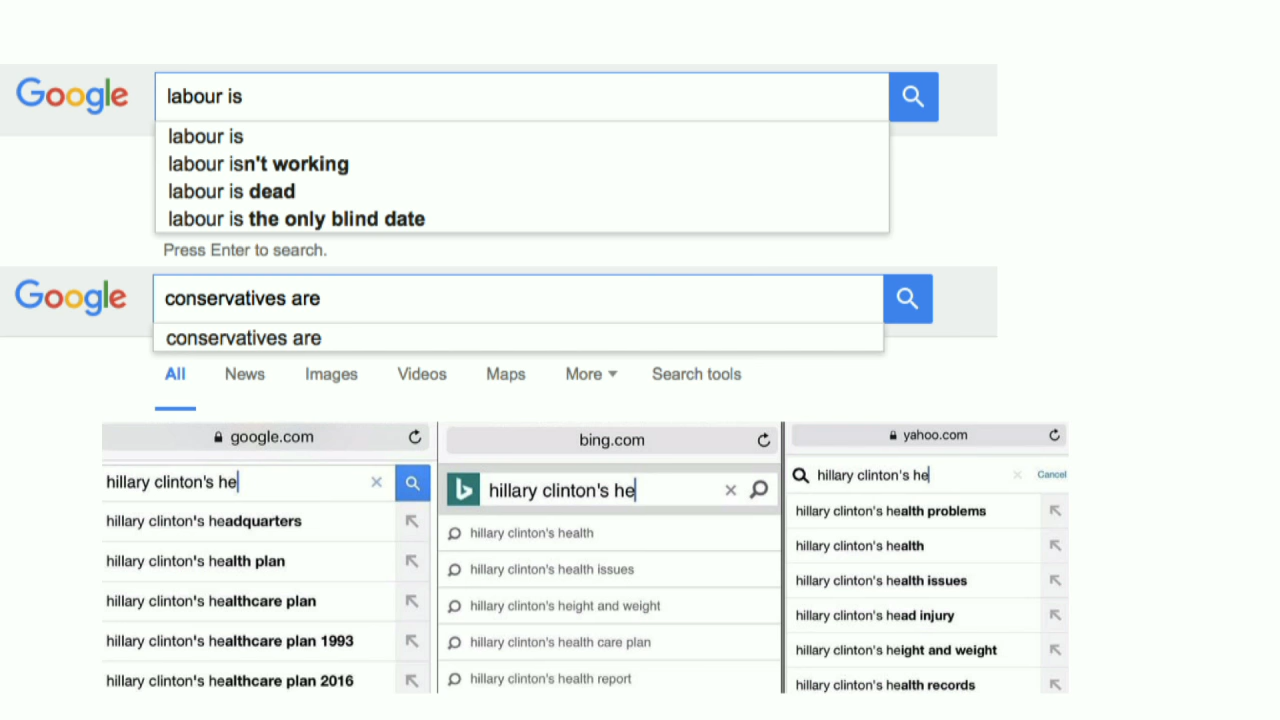 Google
labour is
labour is
labour isn't working
labour is dead
labour is the only blind date
Press Enter to search.
Google
conservatives are
conservatives are
All News Images Videos Maps More Search tools
google.com
hillary clinton's he
hillary clinton's headquarters
hillary clinton's health plan
hillary clinton's healthcare plan
hillary clinton's healthcare plan 1993
hillary clinton's healthcare plan 2016
bing.com
hillary clinton's he
hillary clinton's health
hillary clinton's health issues
hillary clinton's height and weight
hillary clinton's health care plan
hillary clinton's health report
yahoo.com
hillary clinton's he Cancel
hillary clinton's health problems
hillary clinton's health
hillary clinton's health issues
hillary clinton's head injury
hillary clinton's height and weight
hillary clinton's health records